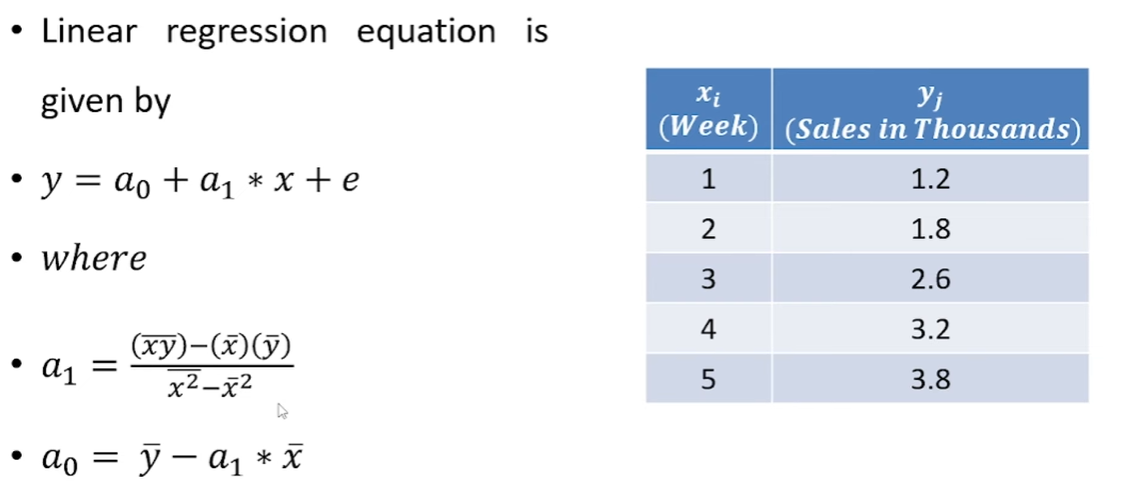 • Linear regression equation is
given by
• y = a₀ + a₁ * x + e
• where
• a₁ = ((x̅y̅)−(x̄)(ȳ))/(x̅²̅−x̄²)
• a₀ = ȳ − a₁ * x̄
xᵢ yⱼ
(Week) (Sales in Thousands)
1 1.2
2 1.8
3 2.6
4 3.2
5 3.8